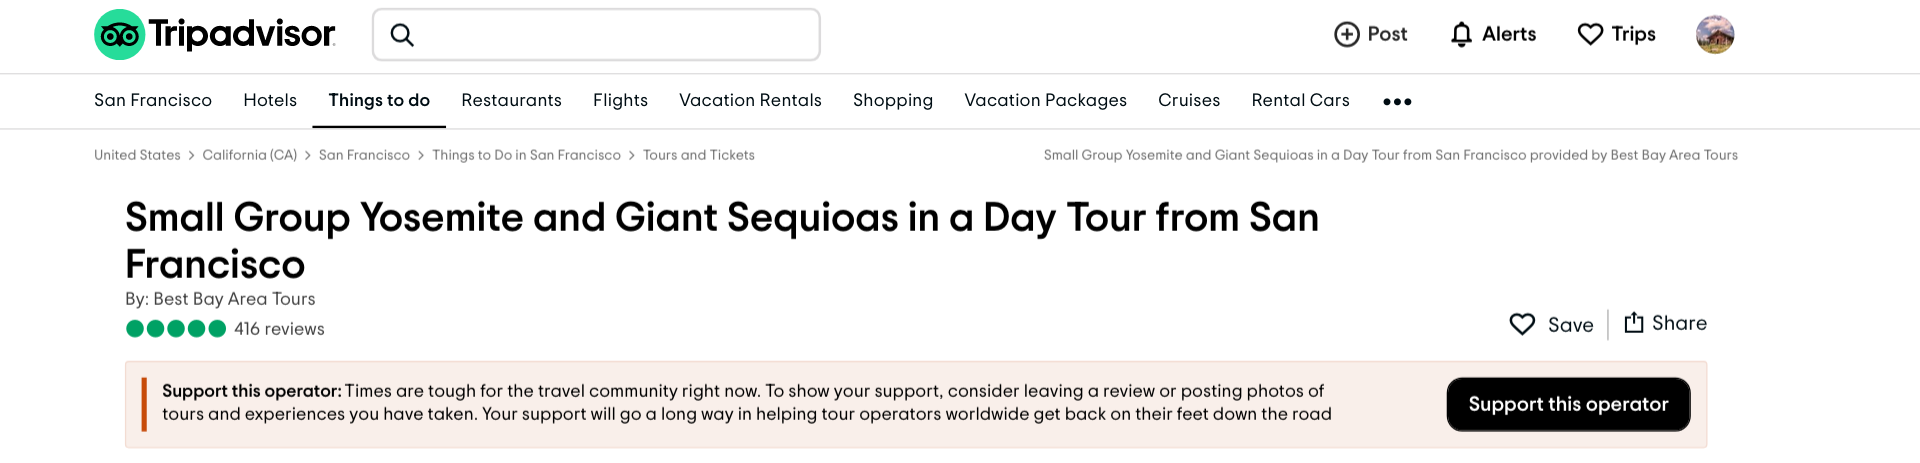 Tripadvisor
Post
Alerts
Trips
San Francisco
Hotels
Things to do
Restaurants
Flights
Vacation Rentals
Shopping
Vacation Packages
Cruises
Rental Cars
United States > California (CA) > San Francisco > Things to Do in San Francisco > Tours and Tickets
Small Group Yosemite and Giant Sequioas in a Day Tour from San Francisco provided by Best Bay Area Tours
Small Group Yosemite and Giant Sequioas in a Day Tour from San
Francisco
By: Best Bay Area Tours
416 reviews
Save
Share
Support this operator: Times are tough for the travel community right now. To show your support, consider leaving a review or posting photos of
tours and experiences you have taken. Your support will go a long way in helping tour operators worldwide get back on their feet down the road
Support this operator